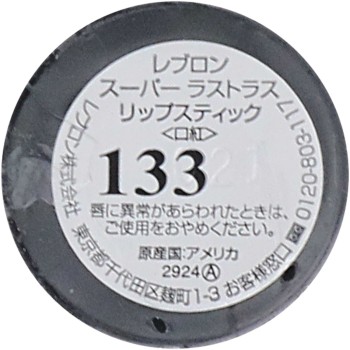 レブロン
スーパー ラストラス
リップスティック
<口紅>
133
唇に異常があらわれたときは、
ご使用をおやめください。
原産国:アメリカ
2924Ⓐ
レブロン株式会社 東京都千代田区麹町1-3 お客様窓口 0120-803-117